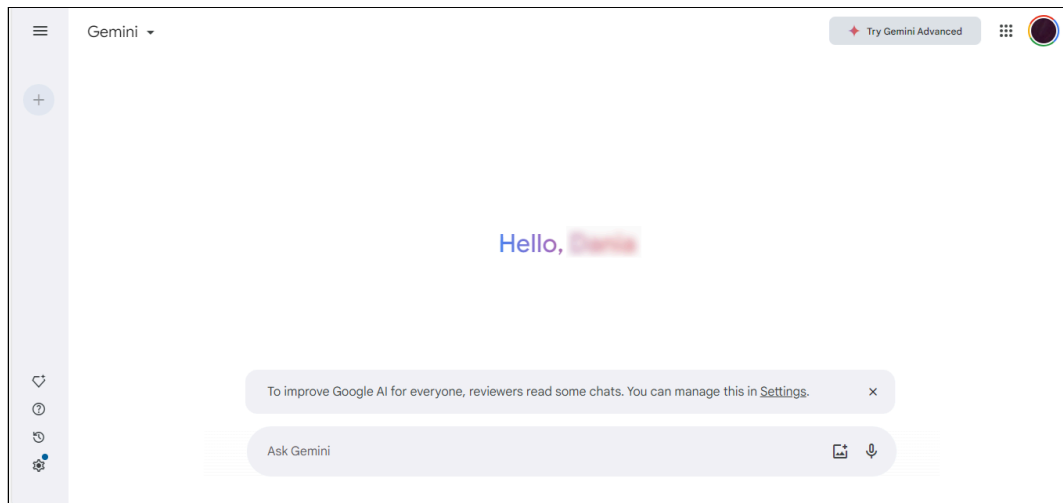 Gemini
Try Gemini Advanced
Hello,
To improve Google AI for everyone, reviewers read some chats. You can manage this in Settings.
Ask Gemini